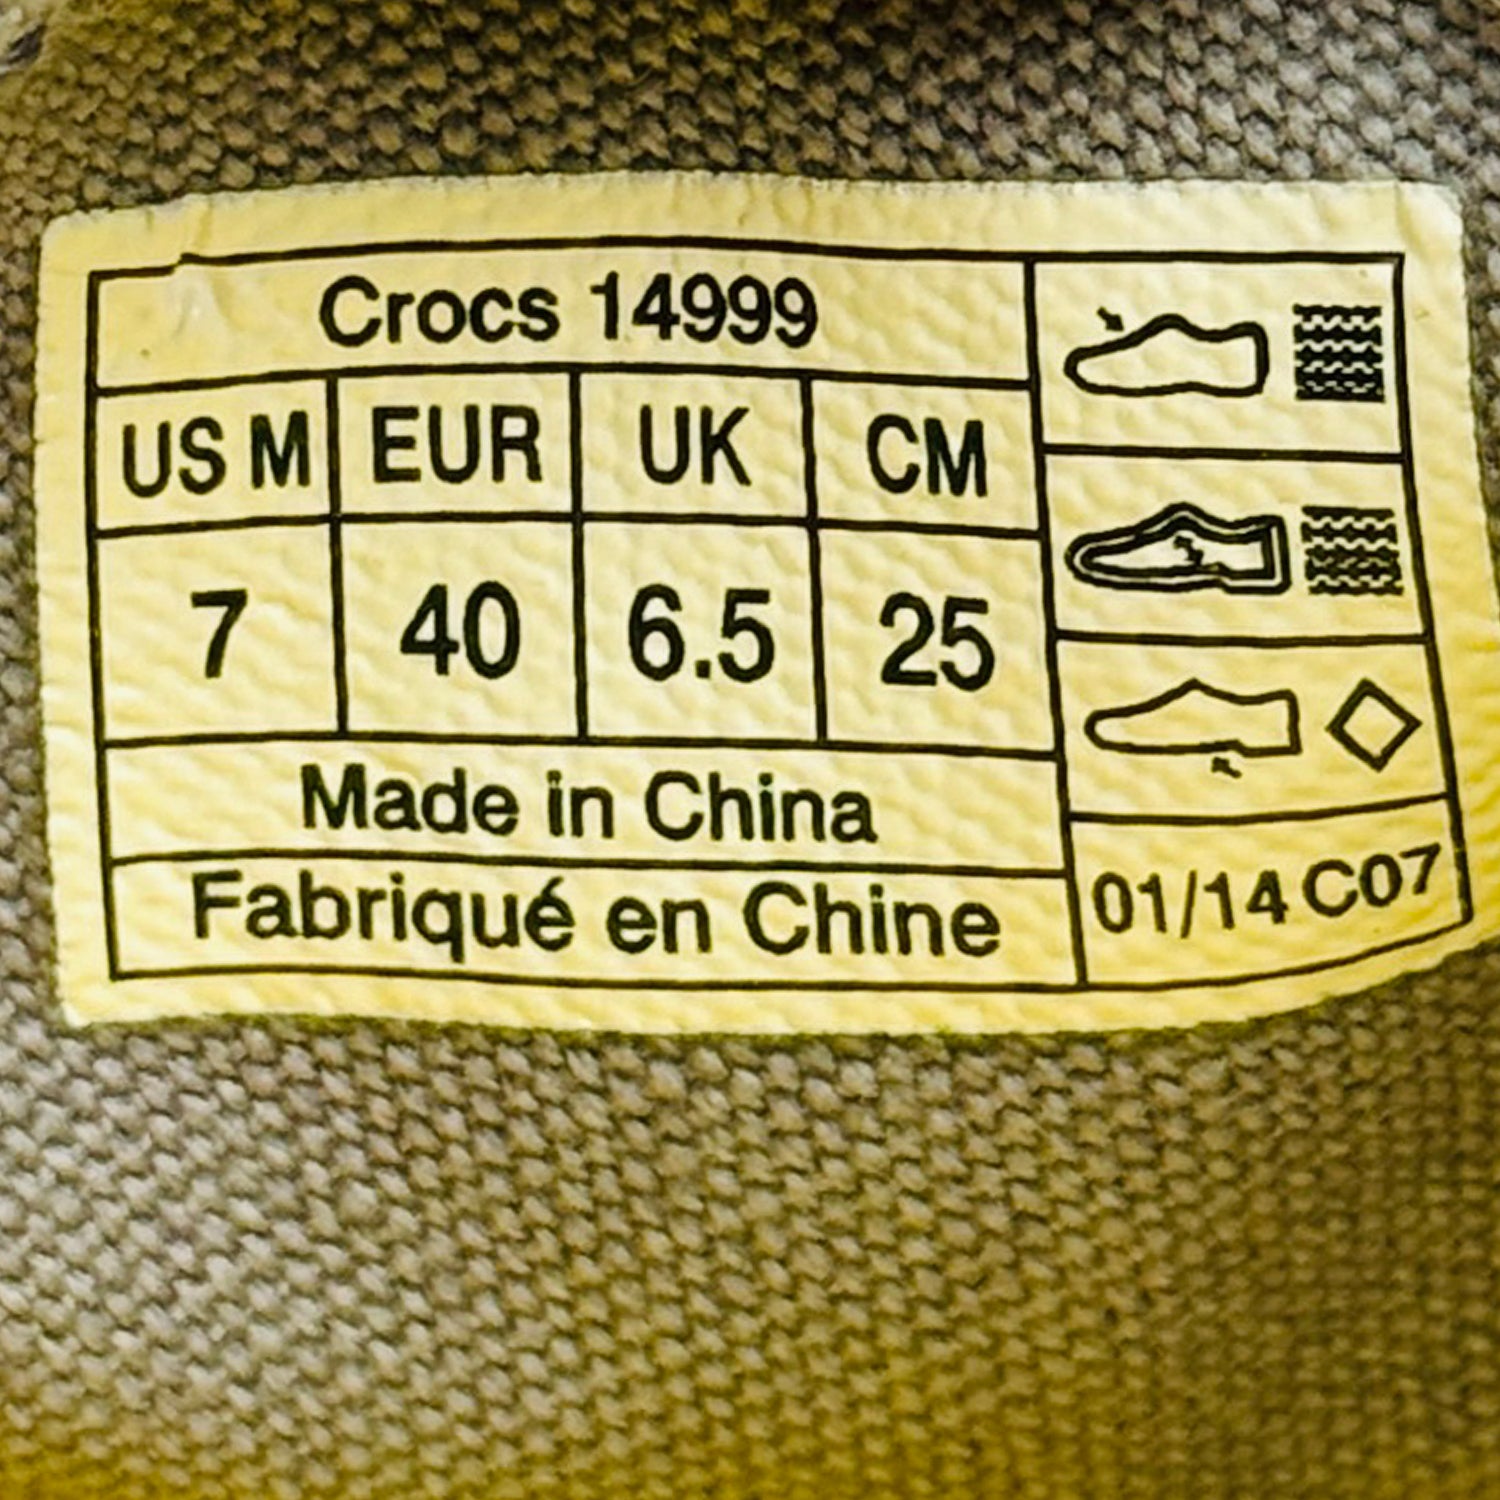 Crocs 14999
US M EUR UK CM
7 40 6.5 25
Made in China
Fabriqué en Chine
01/14 C07